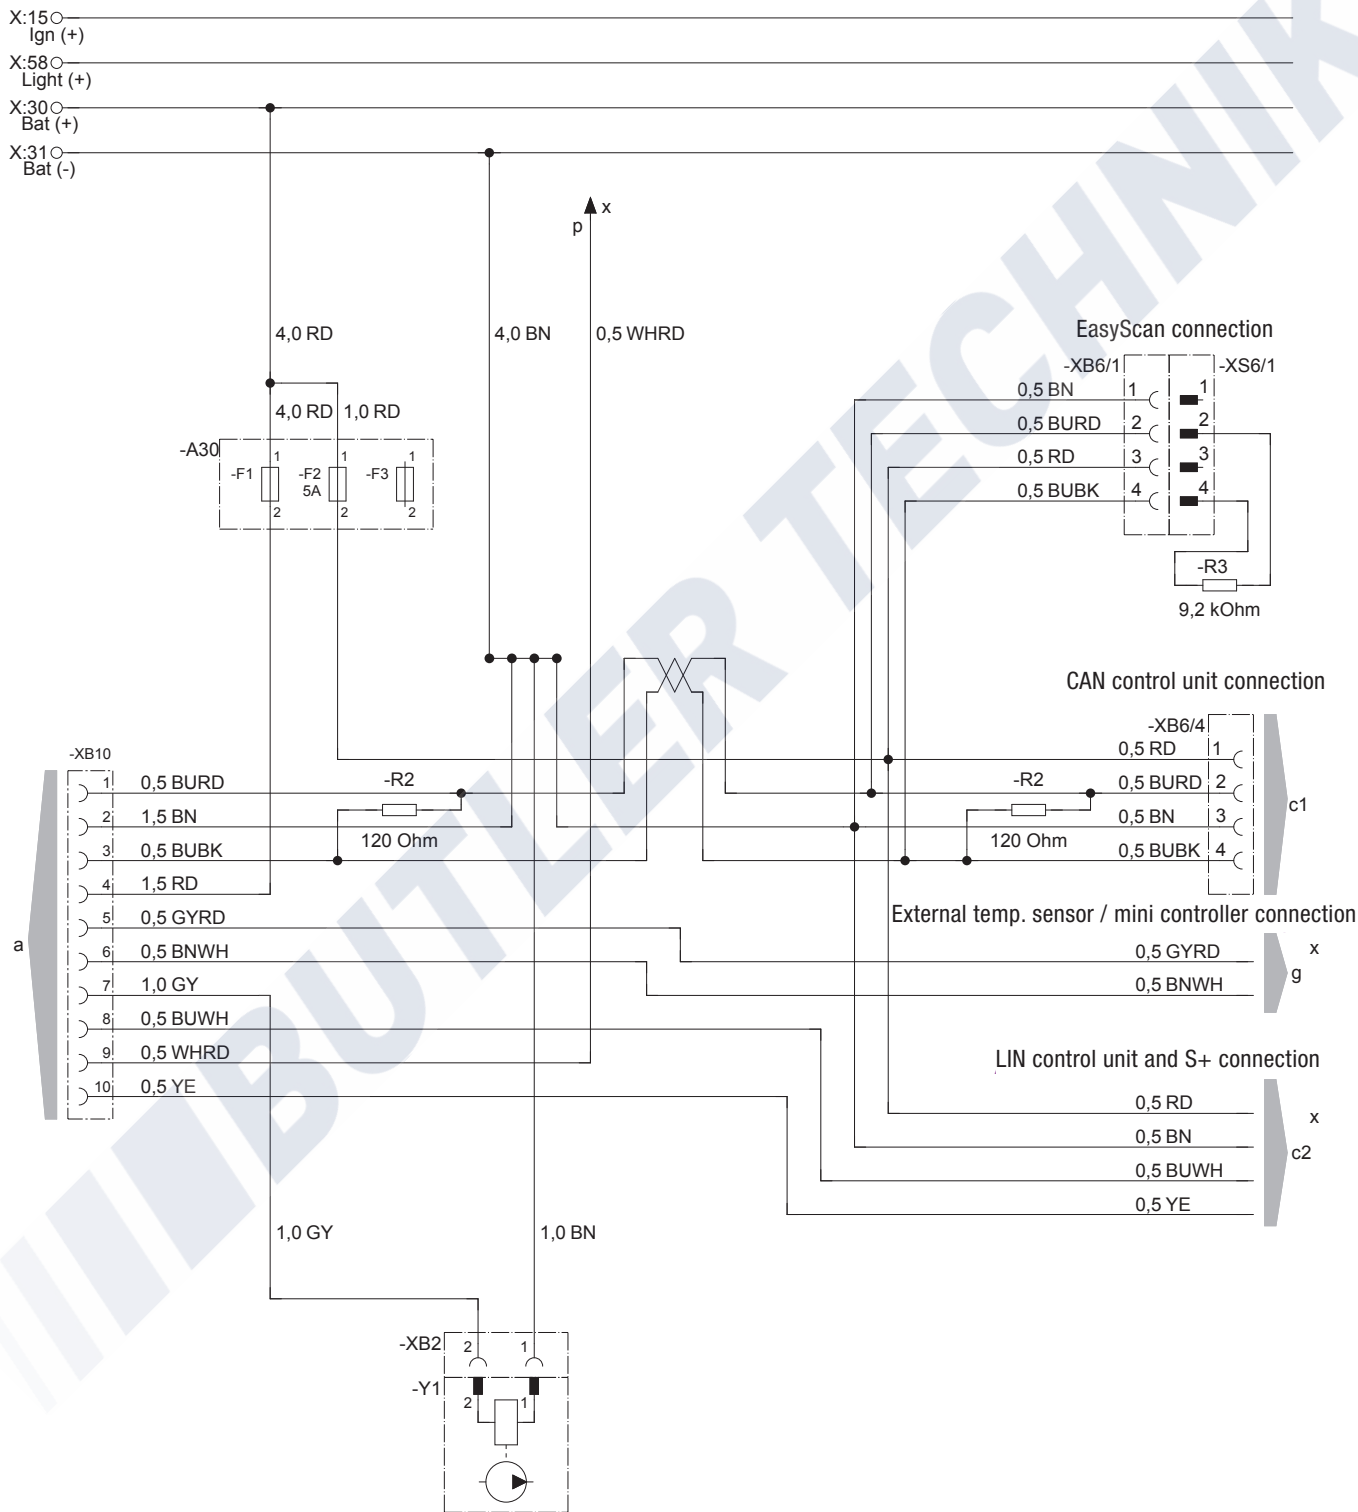 X:15
Ign (+)
X:58
Light (+)
X:30
Bat (+)
X:31
Bat (-)
x
p
4,0 RD
4,0 BN
0,5 WHRD
EasyScan connection
-XB6/1
-XS6/1
0,5 BN 1 1
0,5 BURD 2 2
0,5 RD 3 3
0,5 BUBK 4 4
-R3
9,2 kOhm
4,0 RD
1,0 RD
-A30
1 1 1
-F1
-F2
5A
-F3
2 2 2
CAN control unit connection
-XB6/4
0,5 RD 1
0,5 BURD 2
0,5 BN 3
0,5 BUBK 4
c1
-R2
120 Ohm
-R2
120 Ohm
-XB10
1 0,5 BURD
2 1,5 BN
3 0,5 BUBK
4 1,5 RD
5 0,5 GYRD
6 0,5 BNWH
7 1,0 GY
8 0,5 BUWH
9 0,5 WHRD
10 0,5 YE
a
External temp. sensor / mini controller connection
0,5 GYRD
0,5 BNWH
x
g
LIN control unit and S+ connection
0,5 RD
0,5 BN
0,5 BUWH
0,5 YE
x
c2
1,0 GY
1,0 BN
-XB2 2 1
-Y1
2 1
BUTLER TECHNIK